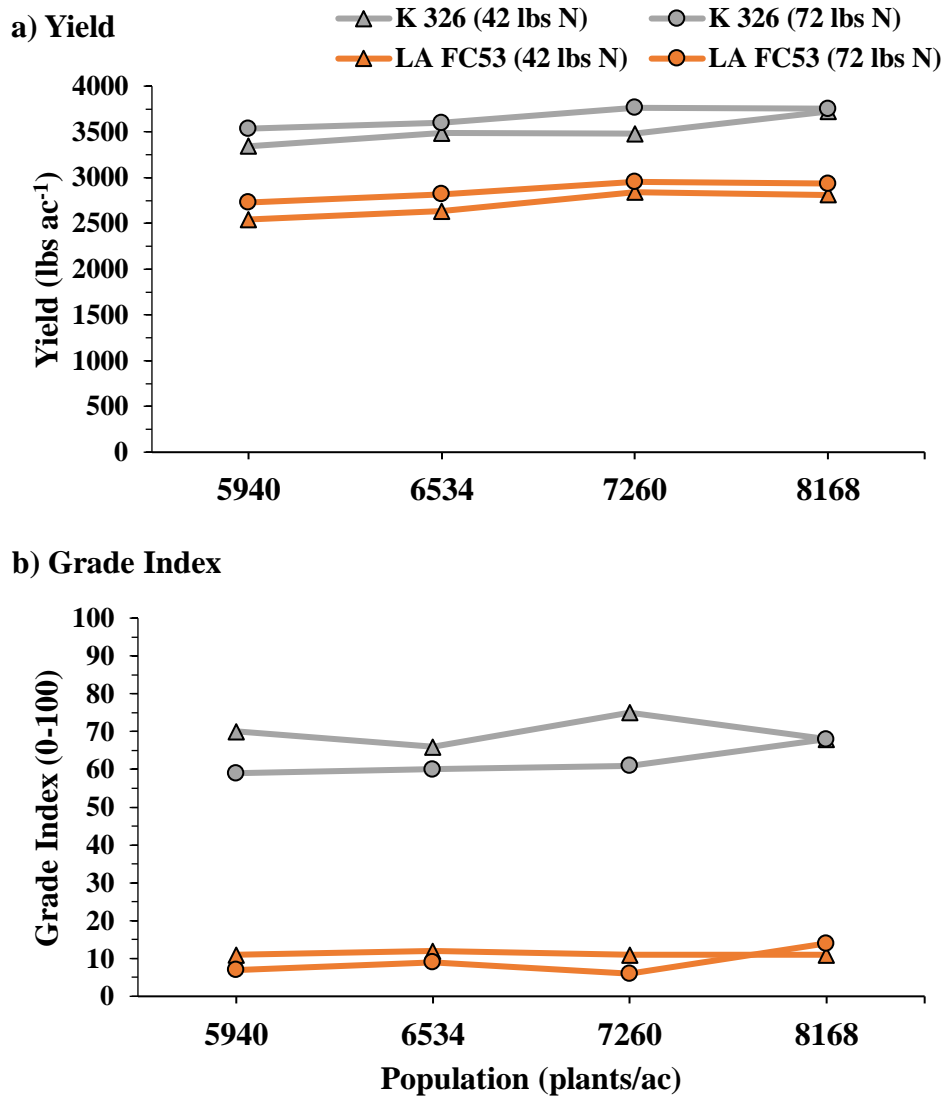 a) Yield
K 326 (42 lbs N) K 326 (72 lbs N)
LA FC53 (42 lbs N) LA FC53 (72 lbs N)
Yield (lbs ac⁻¹)
4000
3500
3000
2500
2000
1500
1000
500
0
5940 6534 7260 8168
b) Grade Index
Grade Index (0-100)
100
90
80
70
60
50
40
30
20
10
0
5940 6534 7260 8168
Population (plants/ac)